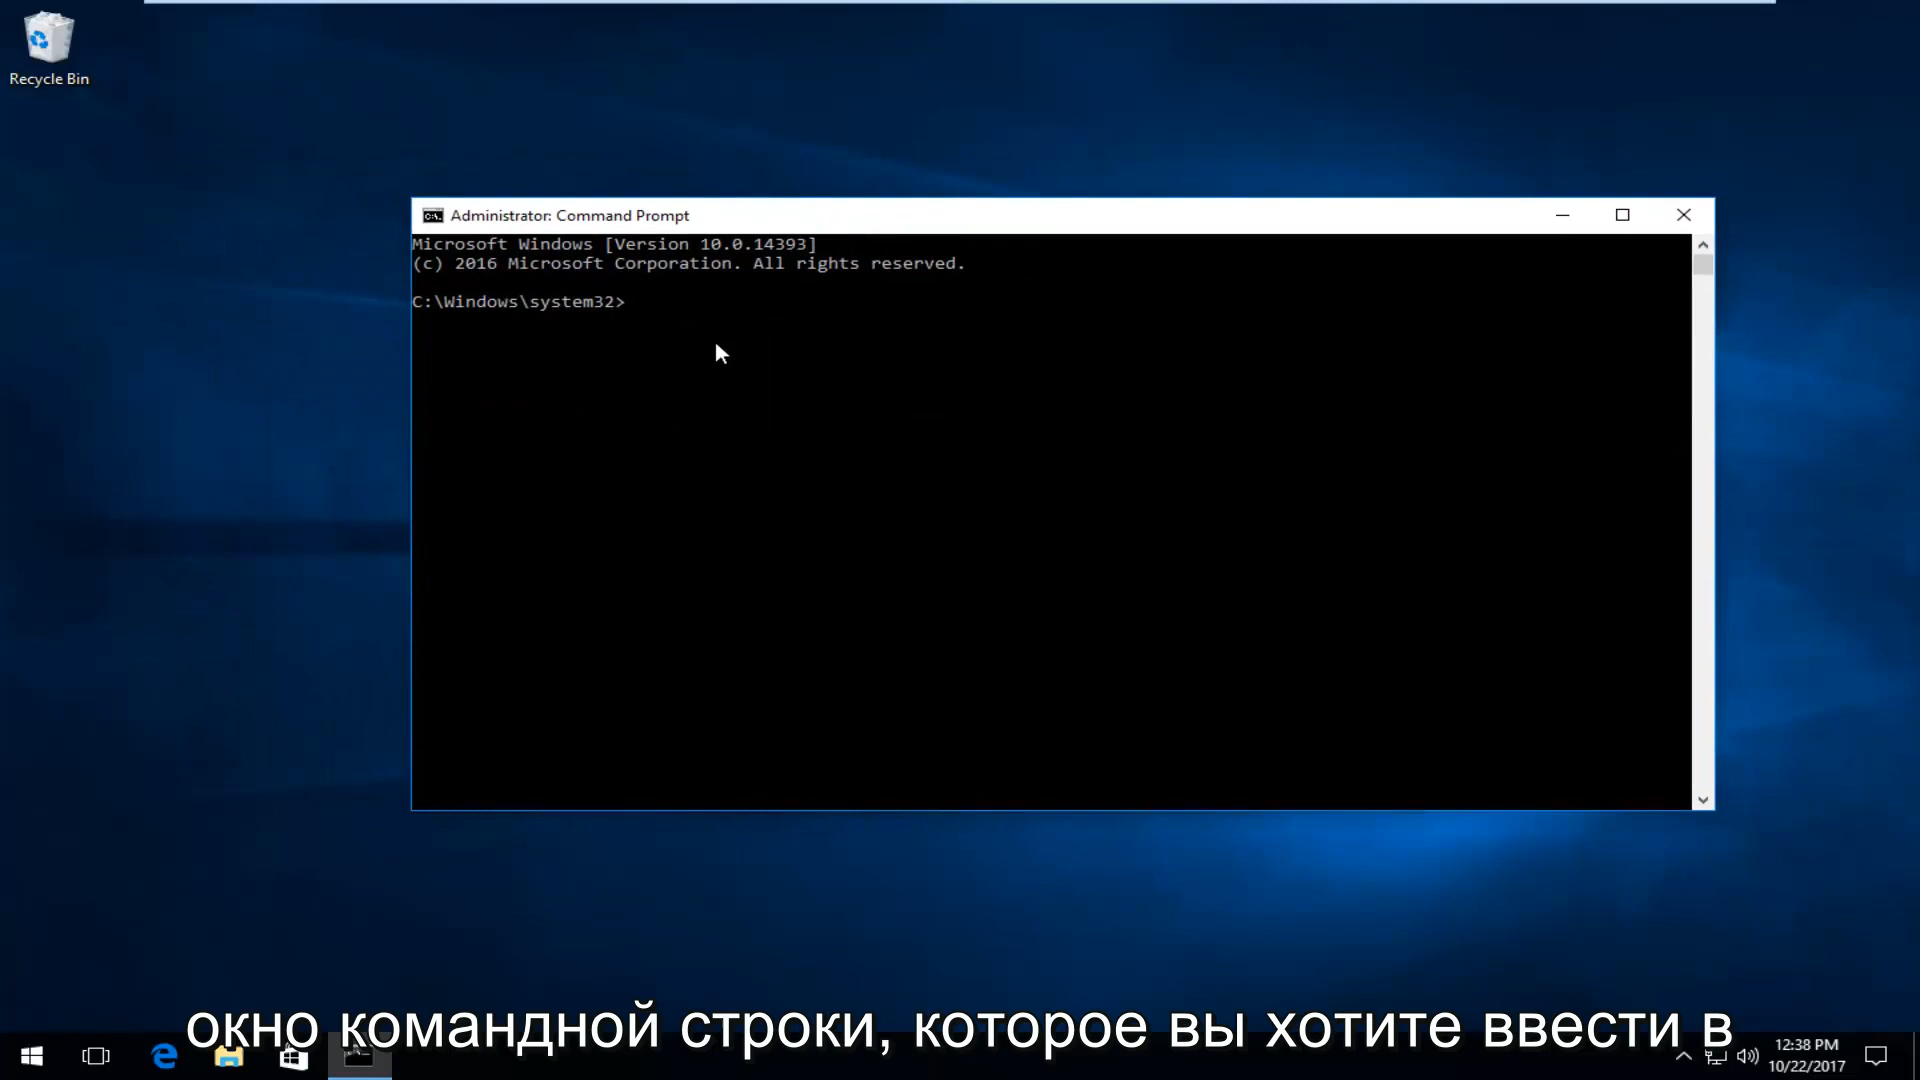 Recycle Bin
Administrator: Command Prompt
Microsoft Windows [Version 10.0.14393]
(c) 2016 Microsoft Corporation. All rights reserved.
C:\Windows\system32>
окно командной строки, которое вы хотите ввести в
12:38 PM
10/22/2017